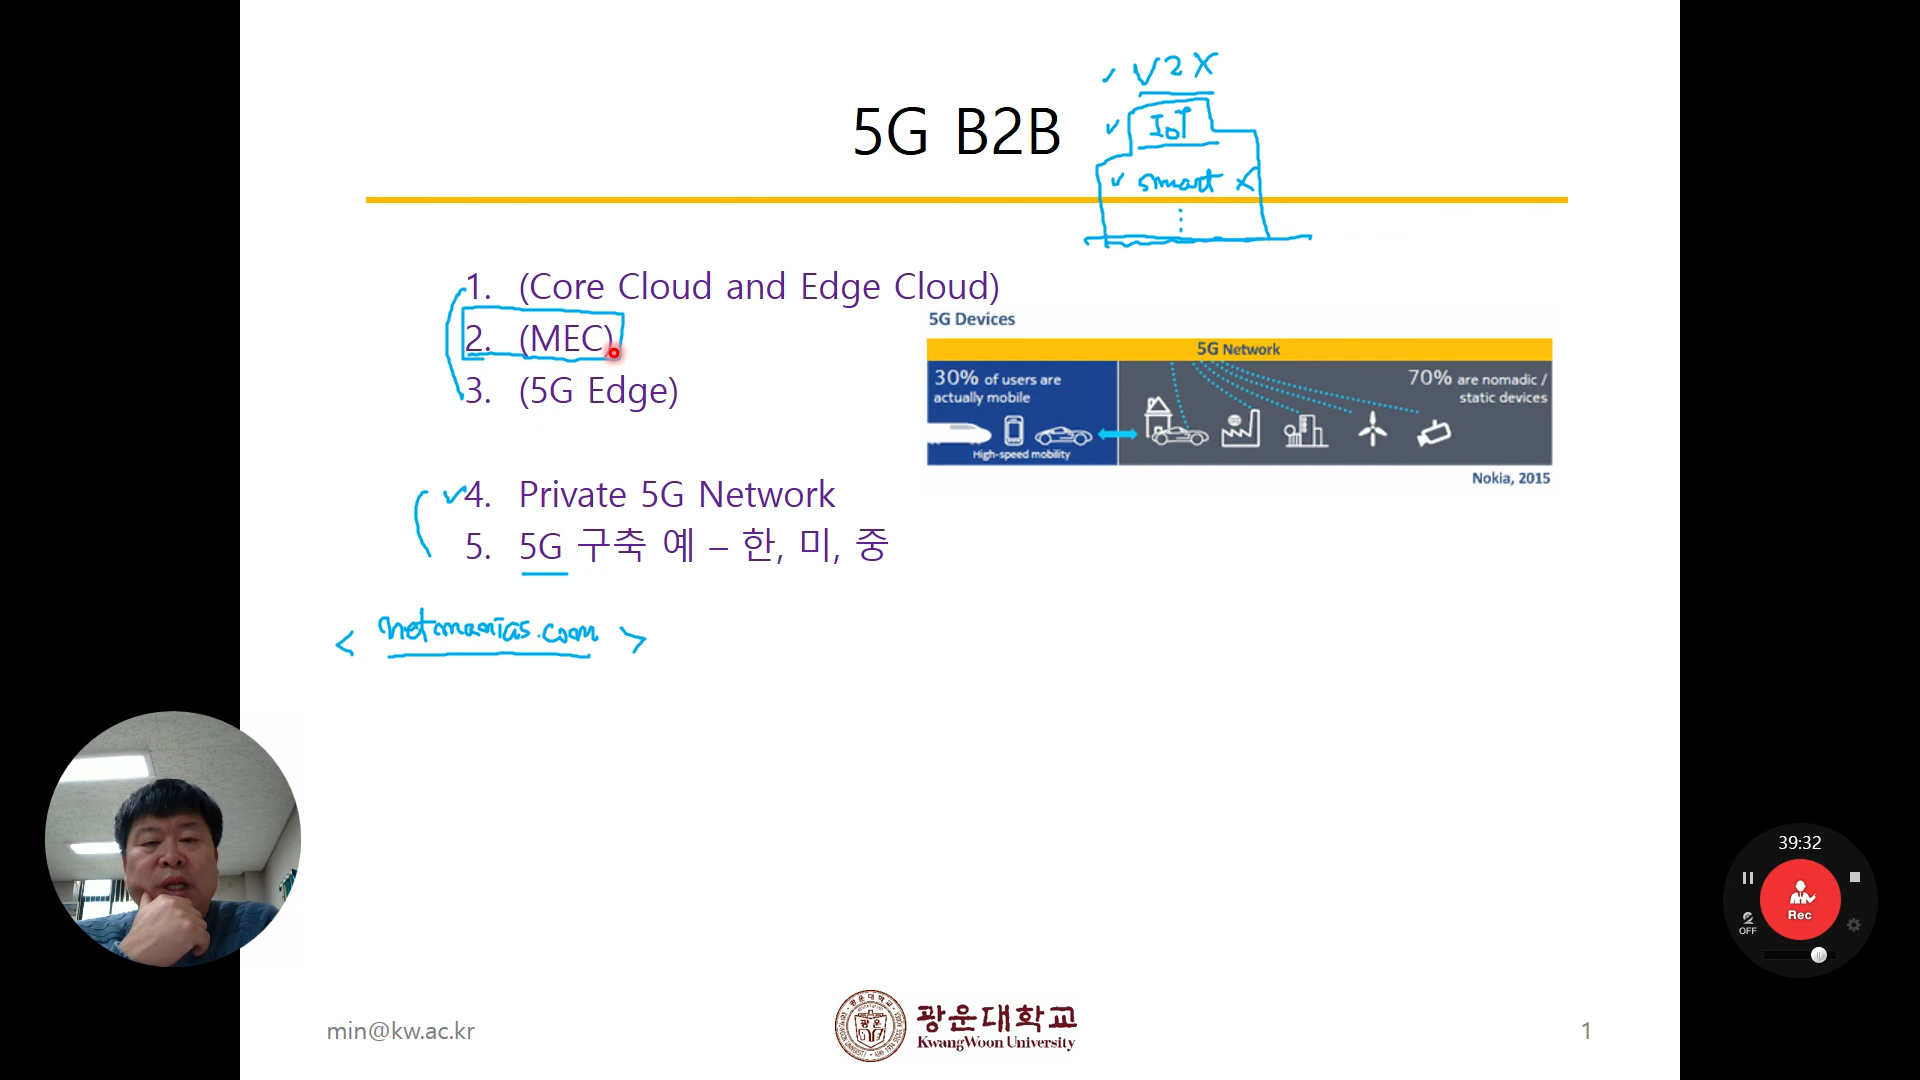 ✓ V2X
5G B2B
✓ IoT
✓ smart X
⋮
1. (Core Cloud and Edge Cloud)
2. (MEC)
3. (5G Edge)
4. Private 5G Network
5. 5G 구축 예 – 한, 미, 중
< netmanias.com >
5G Devices
5G Network
30% of users are
actually mobile
High-speed mobility
70% are nomadic /
static devices
Nokia, 2015
39:32
Rec
OFF
min@kw.ac.kr
광운대학교
KwangWoon University
1